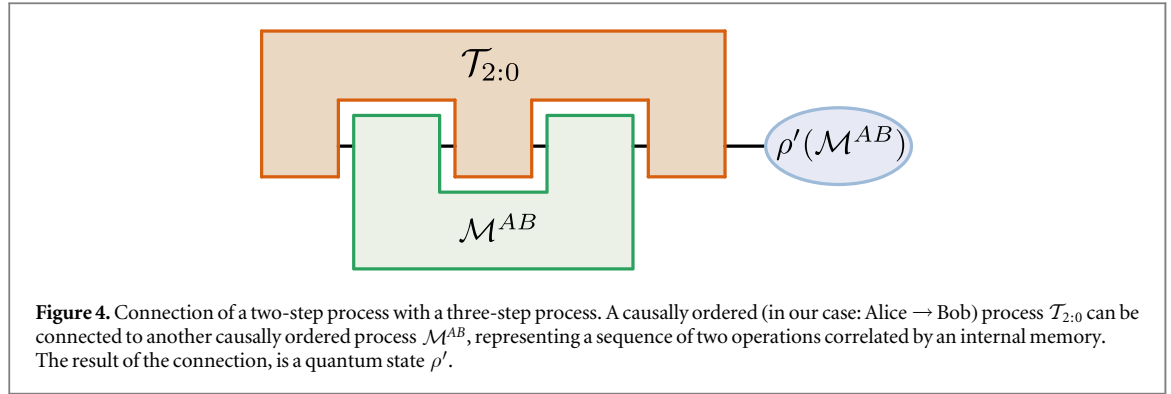 𝒯₂:₀
ρ′(ℳᴬᴮ)
ℳᴬᴮ
Figure 4. Connection of a two-step process with a three-step process. A causally ordered (in our case: Alice → Bob) process 𝒯₂:₀ can be
connected to another causally ordered process ℳᴬᴮ, representing a sequence of two operations correlated by an internal memory.
The result of the connection, is a quantum state ρ′.